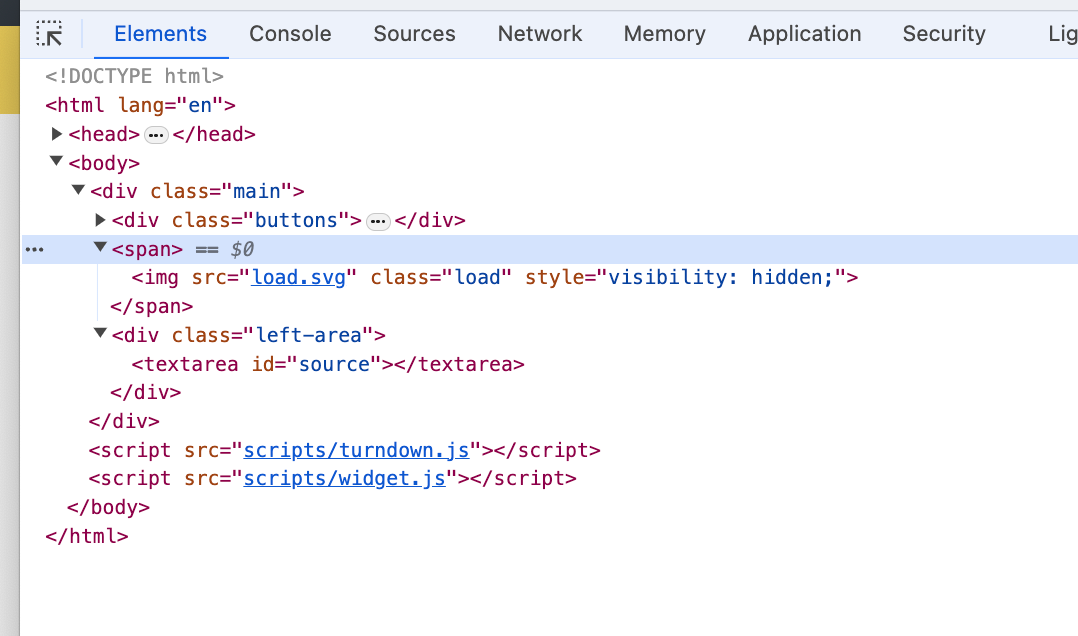 Elements Console Sources Network Memory Application Security Lig
<!DOCTYPE html>
<html lang="en">
<head>…</head>
<body>
<div class="main">
<div class="buttons">…</div>
<span> == $0
<img src="load.svg" class="load" style="visibility: hidden;">
</span>
<div class="left-area">
<textarea id="source"></textarea>
</div>
</div>
<script src="scripts/turndown.js"></script>
<script src="scripts/widget.js"></script>
</body>
</html>